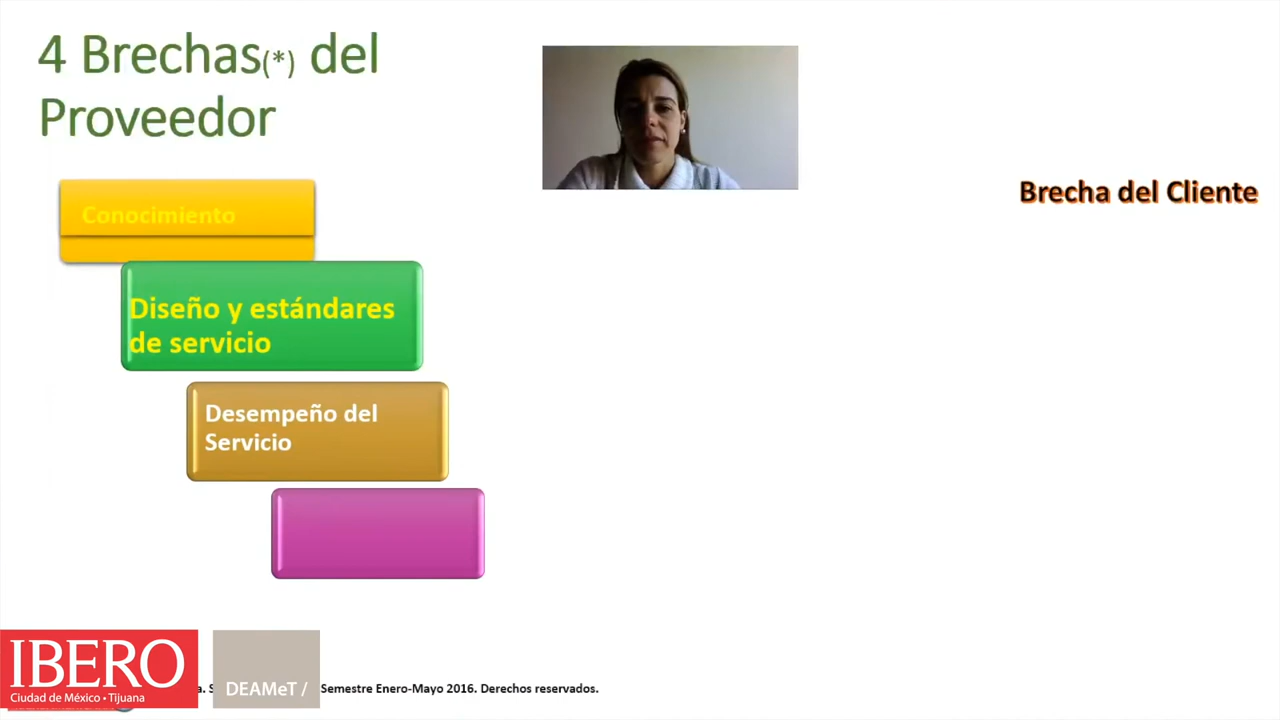 4 Brechas(*) del
Proveedor
Brecha del Cliente
Conocimiento
Diseño y estándares
de servicio
Desempeño del
Servicio
IBERO
Ciudad de México • Tijuana
DEAMeT /
Semestre Enero-Mayo 2016. Derechos reservados.